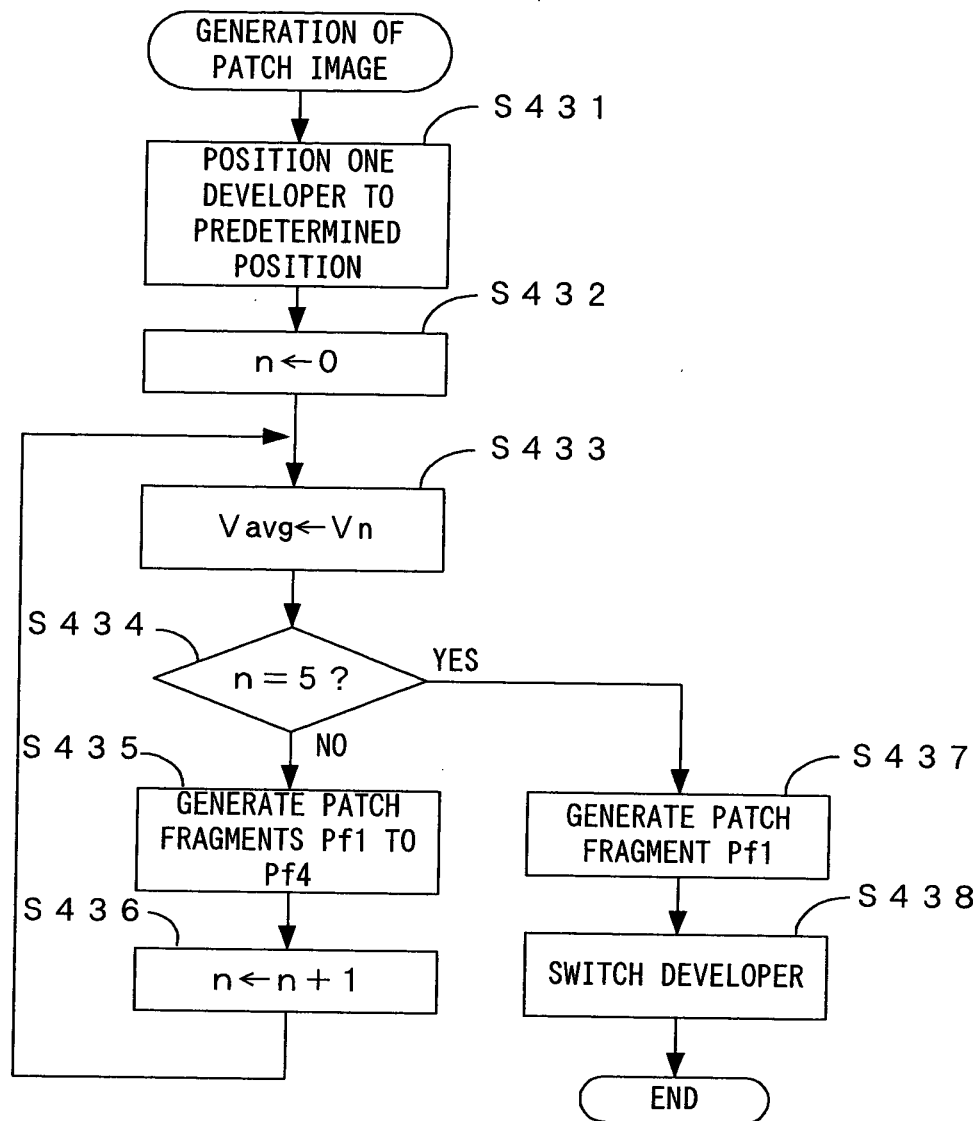 GENERATION OF
PATCH IMAGE
S431
POSITION ONE
DEVELOPER TO
PREDETERMINED
POSITION
S432
n←0
S433
Vavg←Vn
S434
n=5?
YES
NO
S435
GENERATE PATCH
FRAGMENTS Pf1 TO
Pf4
S436
n←n+1
S437
GENERATE PATCH
FRAGMENT Pf1
S438
SWITCH DEVELOPER
END